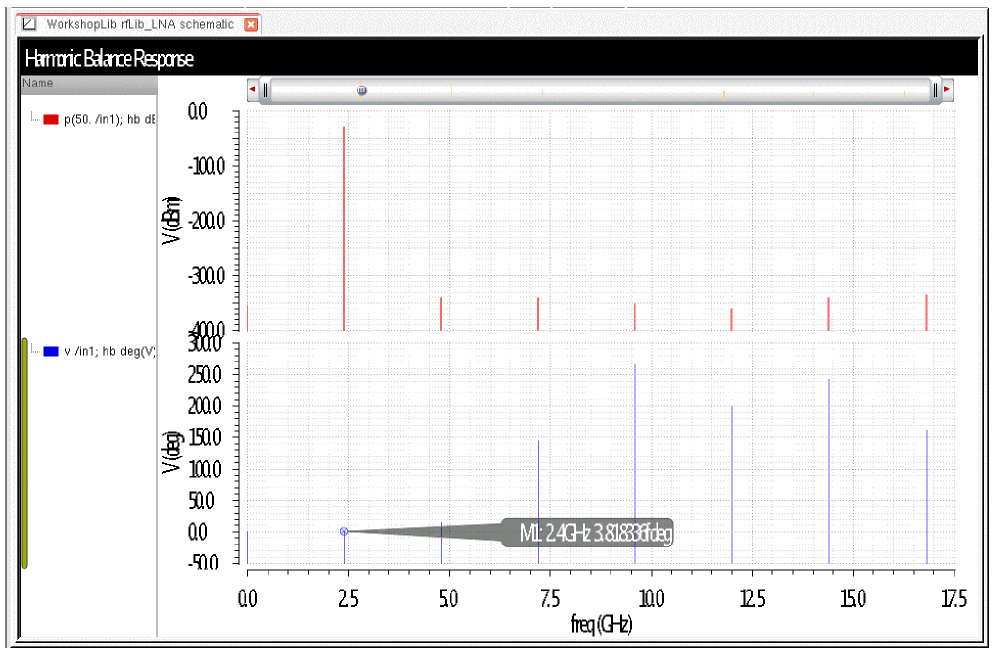 WorkshopLib rfLib_LNA schematic
Harmonic Balance Response
Name
p(50. /in1); hb dB
v /in1; hb deg(V)
V (dBm)
0.0
-100.0
-200.0
-300.0
-400.0
V (deg)
300.0
250.0
200.0
150.0
100.0
50.0
0.0
-50.0
M1: 2.4GHz 3.818336fdeg
0.0 2.5 5.0 7.5 10.0 12.5 15.0 17.5
freq (GHz)